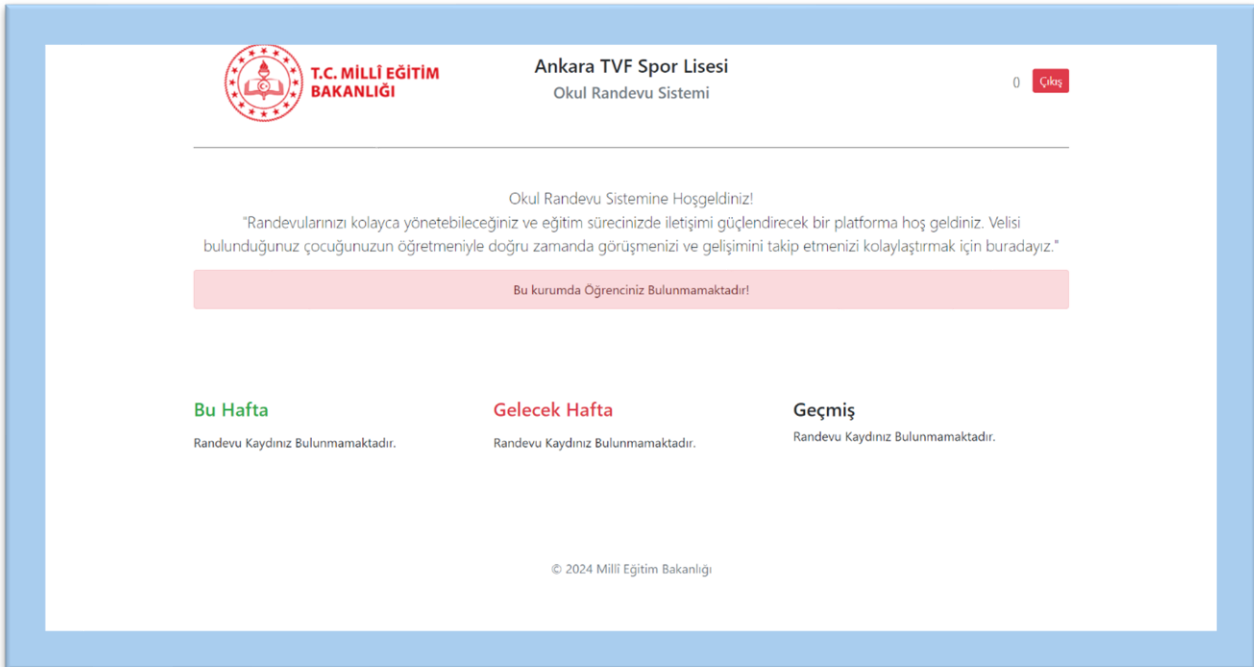 T.C. MİLLÎ EĞİTİM
BAKANLIĞI
Ankara TVF Spor Lisesi
Okul Randevu Sistemi
0
Çıkış
Okul Randevu Sistemine Hoşgeldiniz!
"Randevularınızı kolayca yönetebileceğiniz ve eğitim sürecinizde iletişimi güçlendirecek bir platforma hoş geldiniz. Velisi
bulunduğunuz çocuğunuzun öğretmeniyle doğru zamanda görüşmenizi ve gelişimini takip etmenizi kolaylaştırmak için buradayız."
Bu kurumda Öğrenciniz Bulunmamaktadır!
Bu Hafta
Randevu Kaydınız Bulunmamaktadır.
Gelecek Hafta
Randevu Kaydınız Bulunmamaktadır.
Geçmiş
Randevu Kaydınız Bulunmamaktadır.
© 2024 Millî Eğitim Bakanlığı